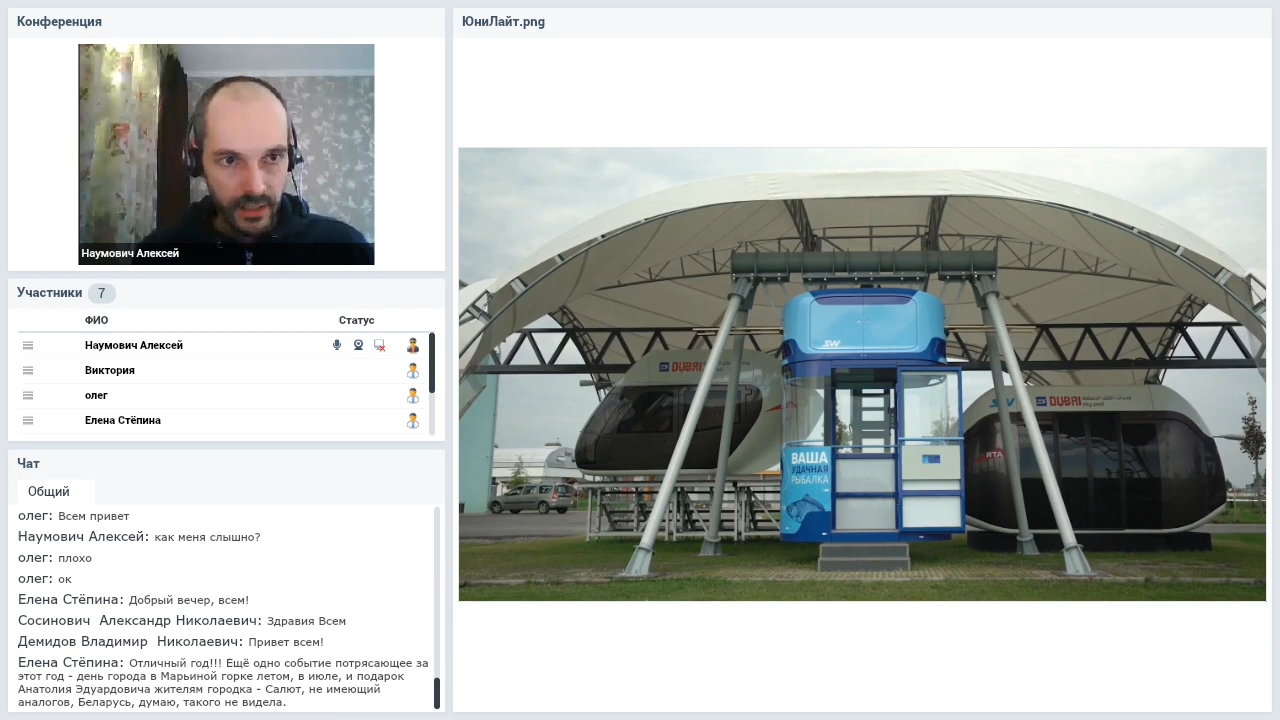 Конференция
Наумович Алексей
Участники 7
ФИО Статус
Наумович Алексей
Виктория
олег
Елена Стёпина
Чат
Общий
олег: Всем привет
Наумович Алексей: как меня слышно?
олег: плохо
олег: ок
Елена Стёпина: Добрый вечер, всем!
Сосинович Александр Николаевич: Здравия Всем
Демидов Владимир Николаевич: Привет всем!
Елена Стёпина: Отличный год!!! Ещё одно событие потрясающее за
этот год - день города в Марьиной горке летом, в июле, и подарок
Анатолия Эдуардовича жителям городка - Салют, не имеющий
аналогов, Беларусь, думаю, такого не видела.
ЮниЛайт.png
SW
DUBAI
ВАША
УДАЧНАЯ
РЫБАЛКА
DUBAI
RTA